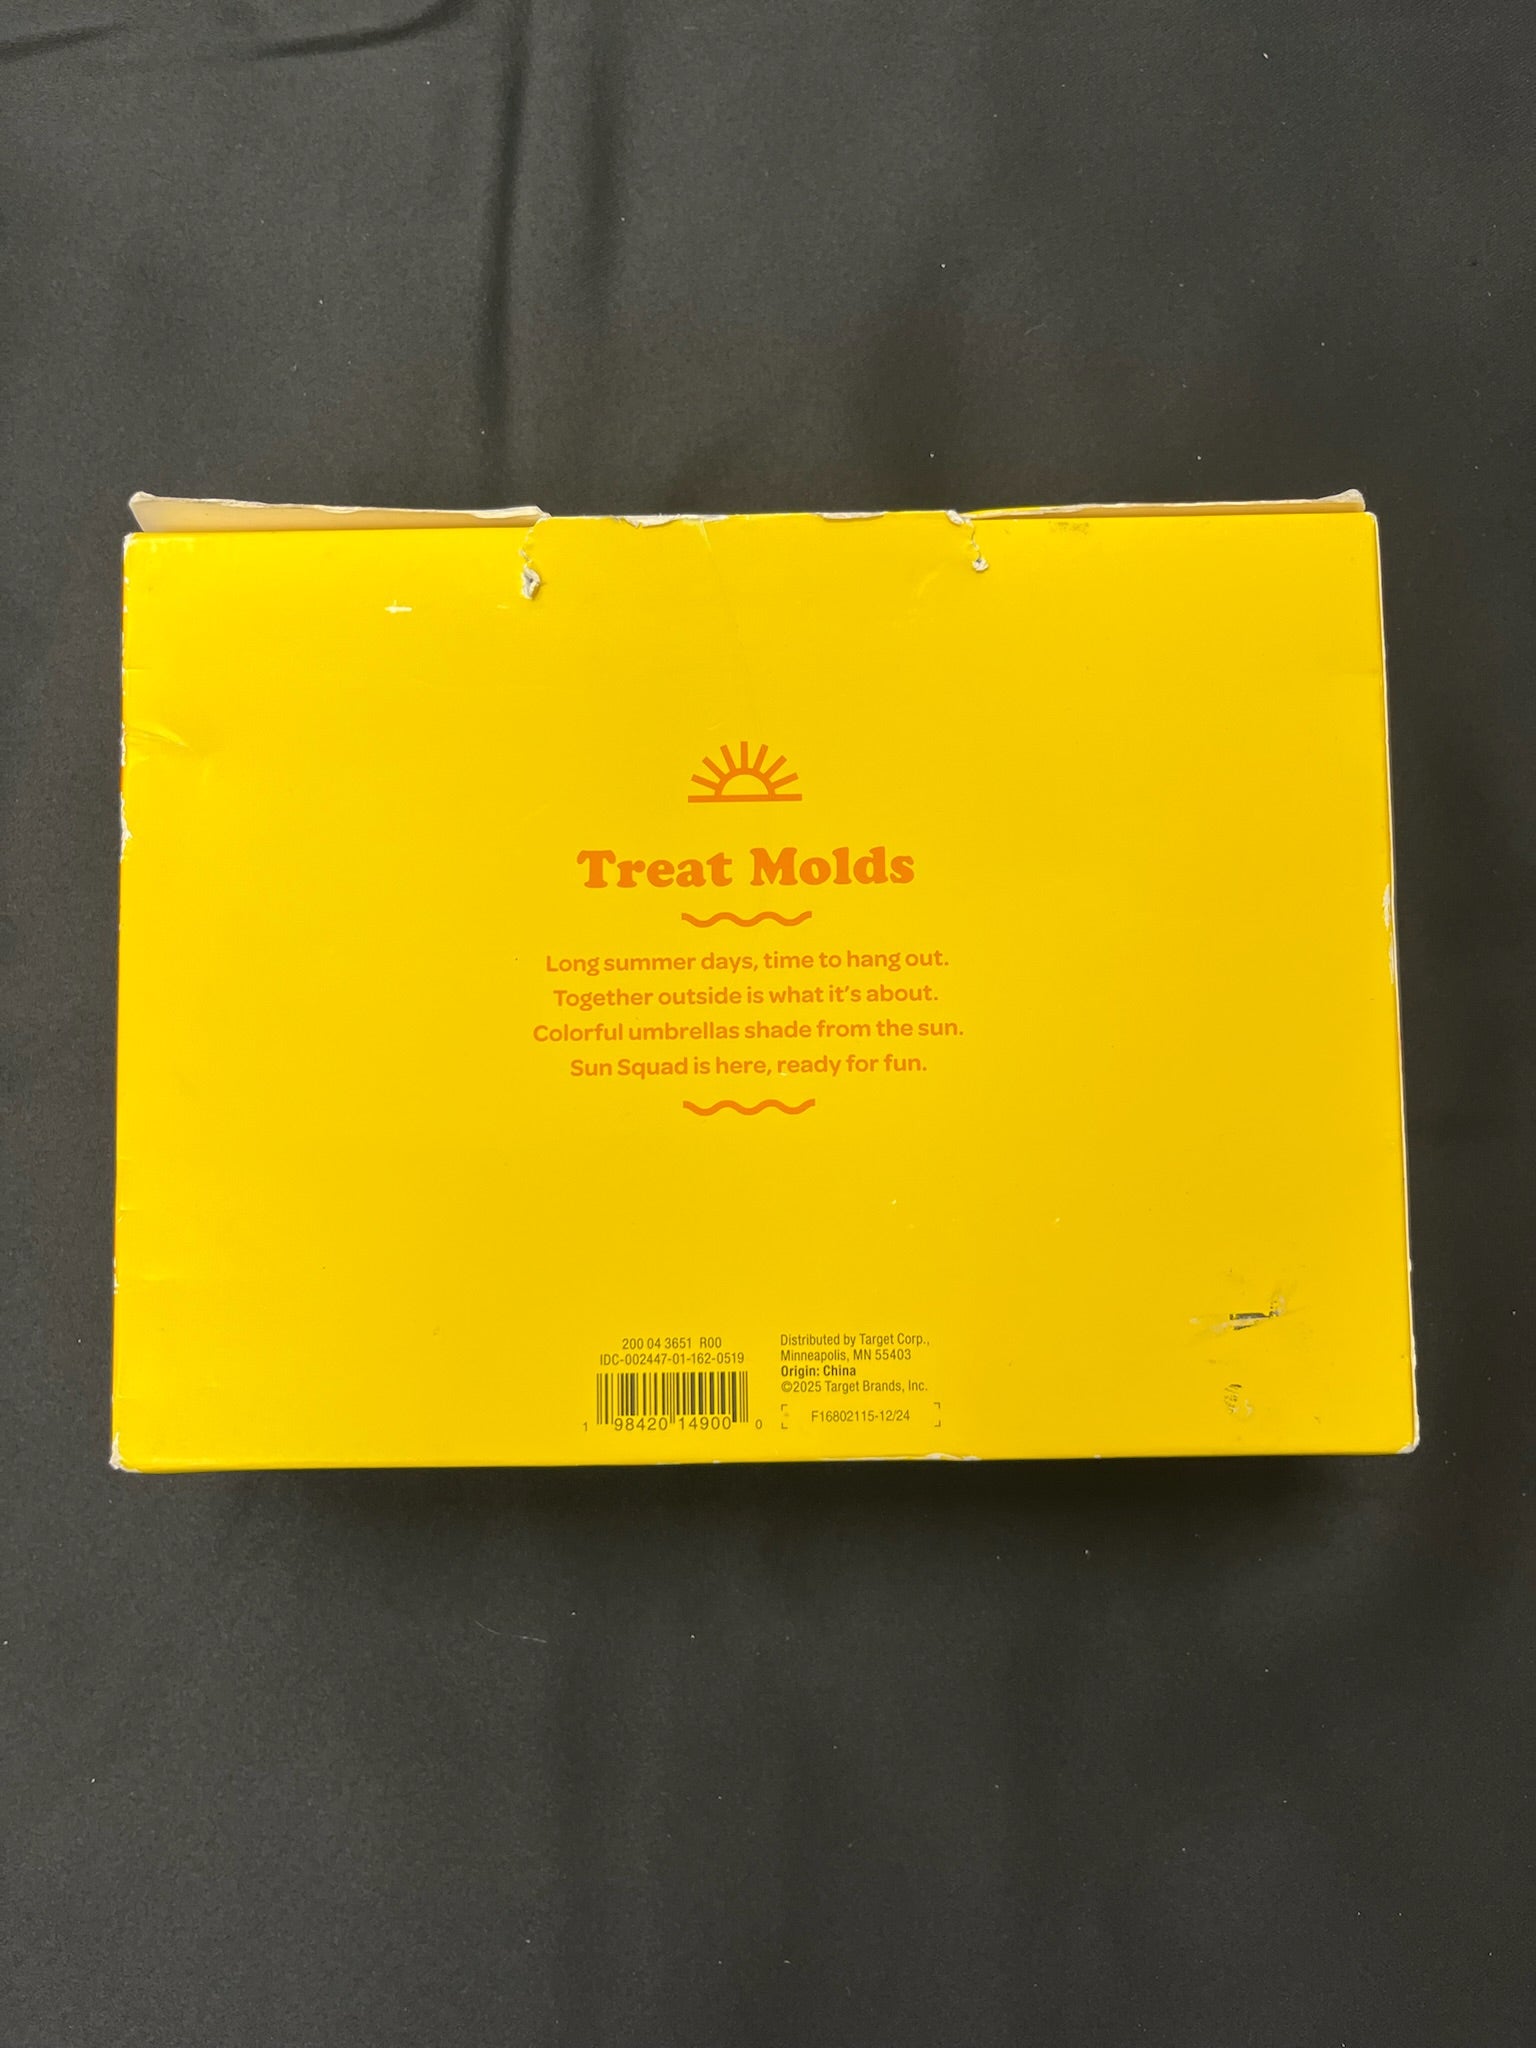 Treat Molds
Long summer days, time to hang out.
Together outside is what it's about.
Colorful umbrellas shade from the sun.
Sun Squad is here, ready for fun.
200 04 3651 R00
IDC-002447-01-162-0519
1 98420 14900 0
Distributed by Target Corp.,
Minneapolis, MN 55403
Origin: China
©2025 Target Brands, Inc.
F16802115-12/24